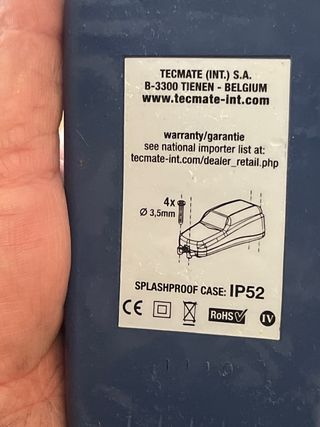 TECMATE (INT.) S.A.
B-3300 TIENEN - BELGIUM
www.tecmate-int.com
warranty/garantie
see national importer list at:
tecmate-int.com/dealer_retail.php
4x
Ø 3,5mm
SPLASHPROOF CASE: IP52
CE RoHS IV